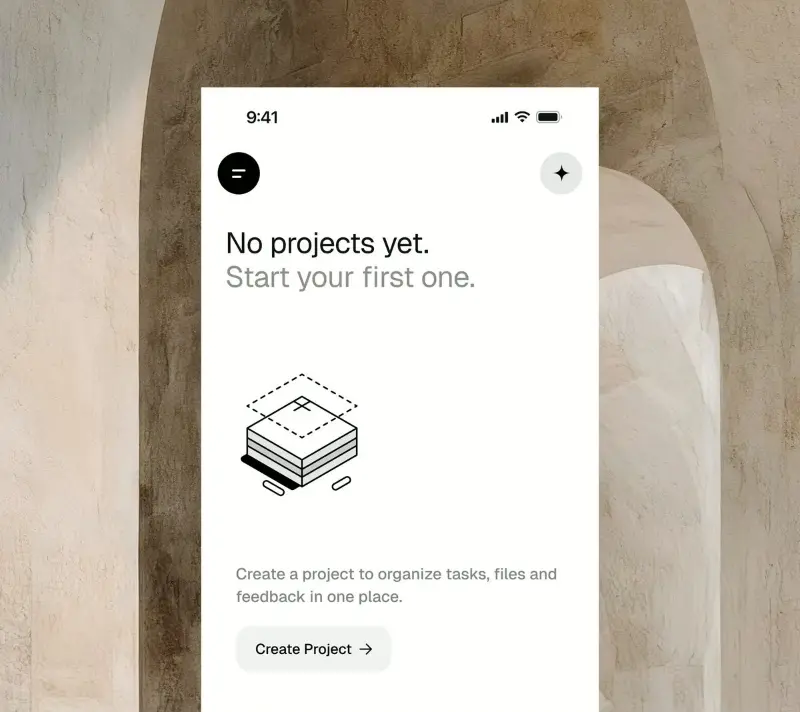 9:41
No projects yet.
Start your first one.
Create a project to organize tasks, files and
feedback in one place.
Create Project →